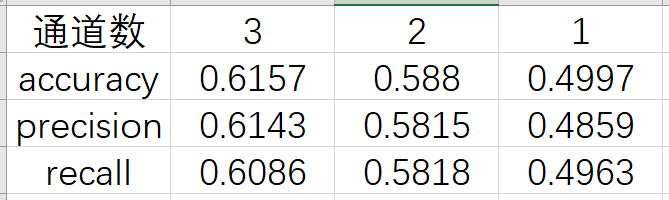 通道数 3 2 1
accuracy 0.6157 0.588 0.4997
precision 0.6143 0.5815 0.4859
recall 0.6086 0.5818 0.4963